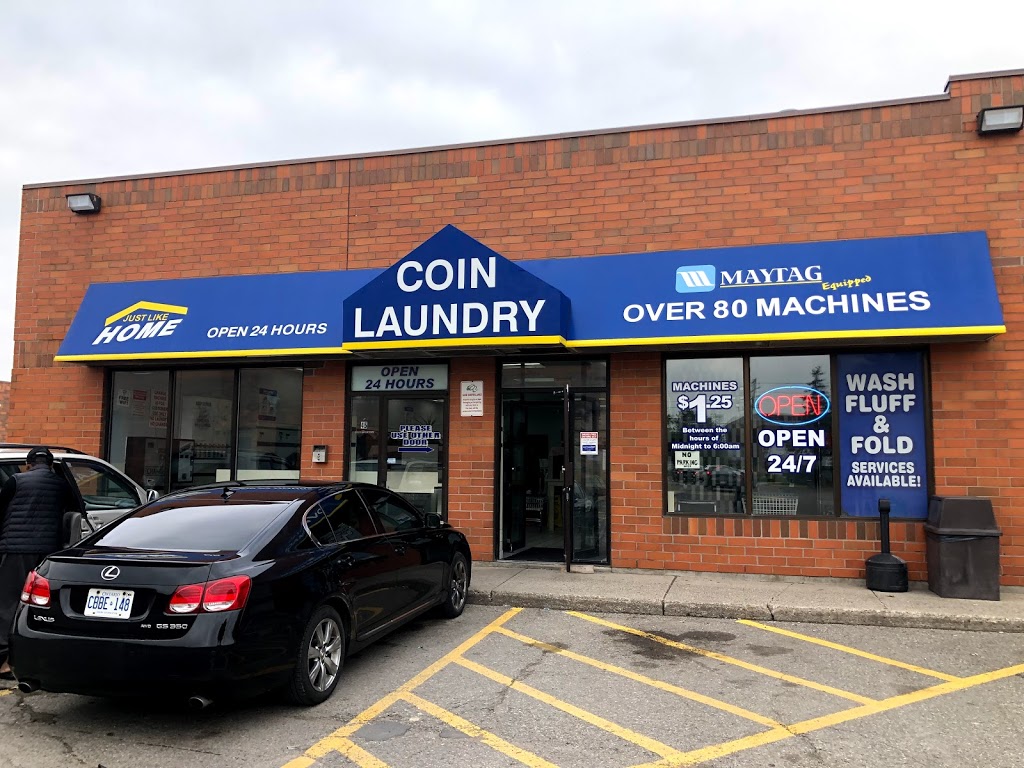 JUST LIKE
HOME
OPEN 24 HOURS
COIN
LAUNDRY
MAYTAG
Equipped
OVER 80 MACHINES
OPEN
24 HOURS
PLEASE
USE OTHER
DOOR
MACHINES
$1.25
Between the
hours of
Midnight to 6:00am
NO
PARKING
OPEN
OPEN
24/7
WASH
FLUFF
&
FOLD
SERVICES
AVAILABLE!
CBBE 148
LEXUS
AWD GS 350